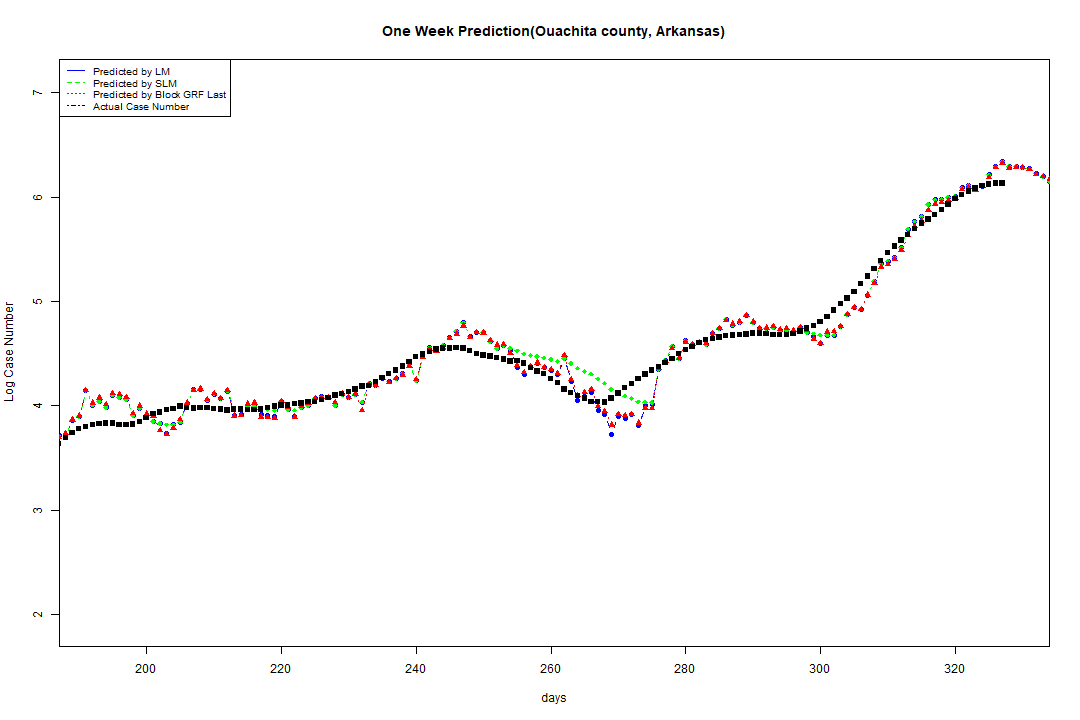 One Week Prediction(Ouachita county, Arkansas)
Predicted by LM
Predicted by SLM
Predicted by Block GRF Last
Actual Case Number
7
6
5
4
3
2
Log Case Number
200 220 240 260 280 300 320
days